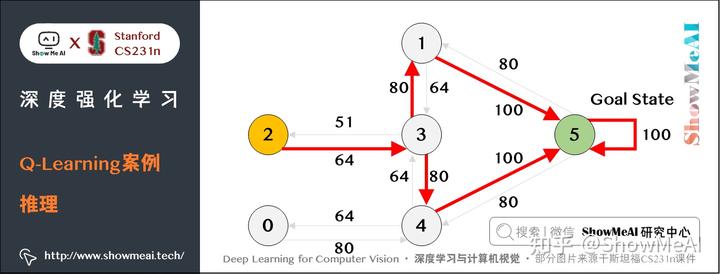 Show Me AI X Stanford CS231n
深度强化学习
Q-Learning案例
推理
http://www.showmeai.tech/
1
80
80
64
100
Goal State
2
51
3
5
100
64
100
64
80
0
64
4
80
80
ShowMeAI
搜索 | 微信 ShowMeAI 研究中心
知乎 @ShowMeAI
Deep Learning for Computer Vision · 深度学习与计算机视觉 · 部分图片来源于斯坦福CS231n课件